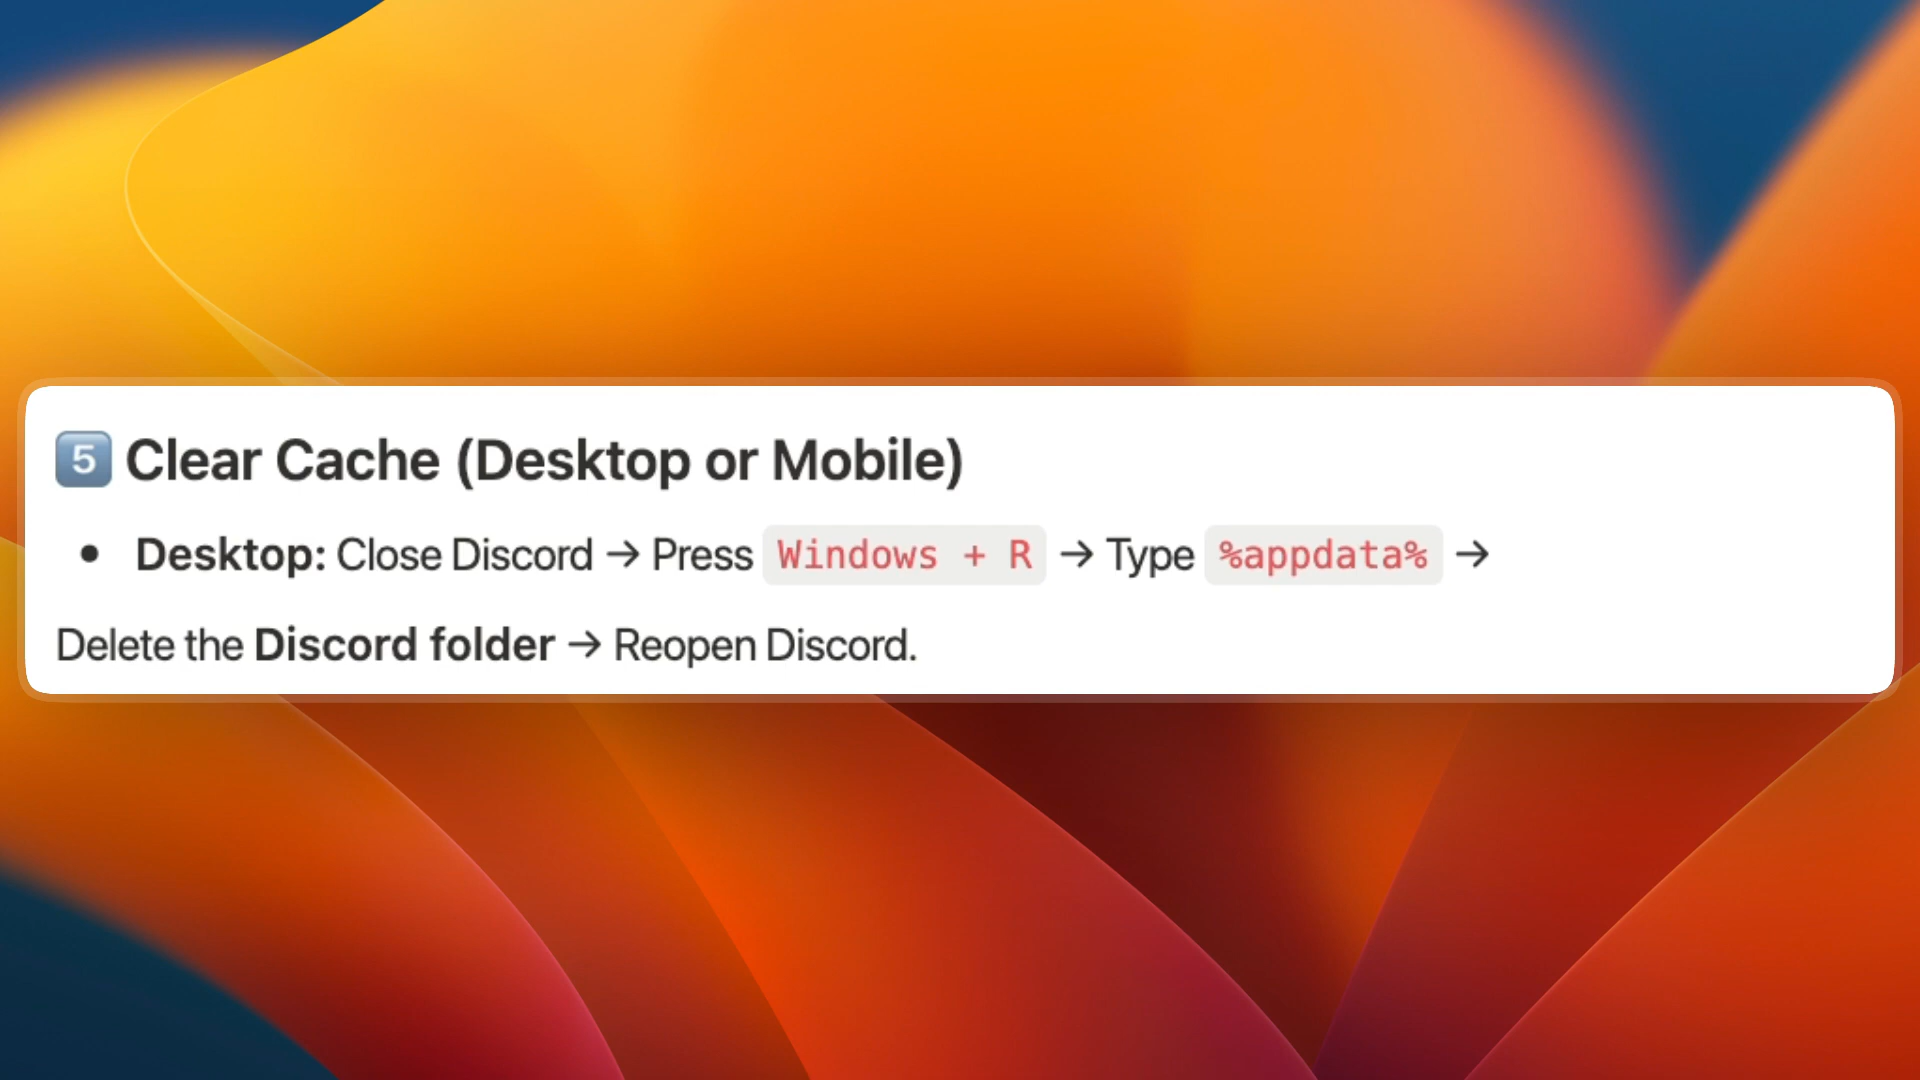 5️⃣ Clear Cache (Desktop or Mobile)
• Desktop: Close Discord → Press Windows + R → Type %appdata% →
Delete the Discord folder → Reopen Discord.